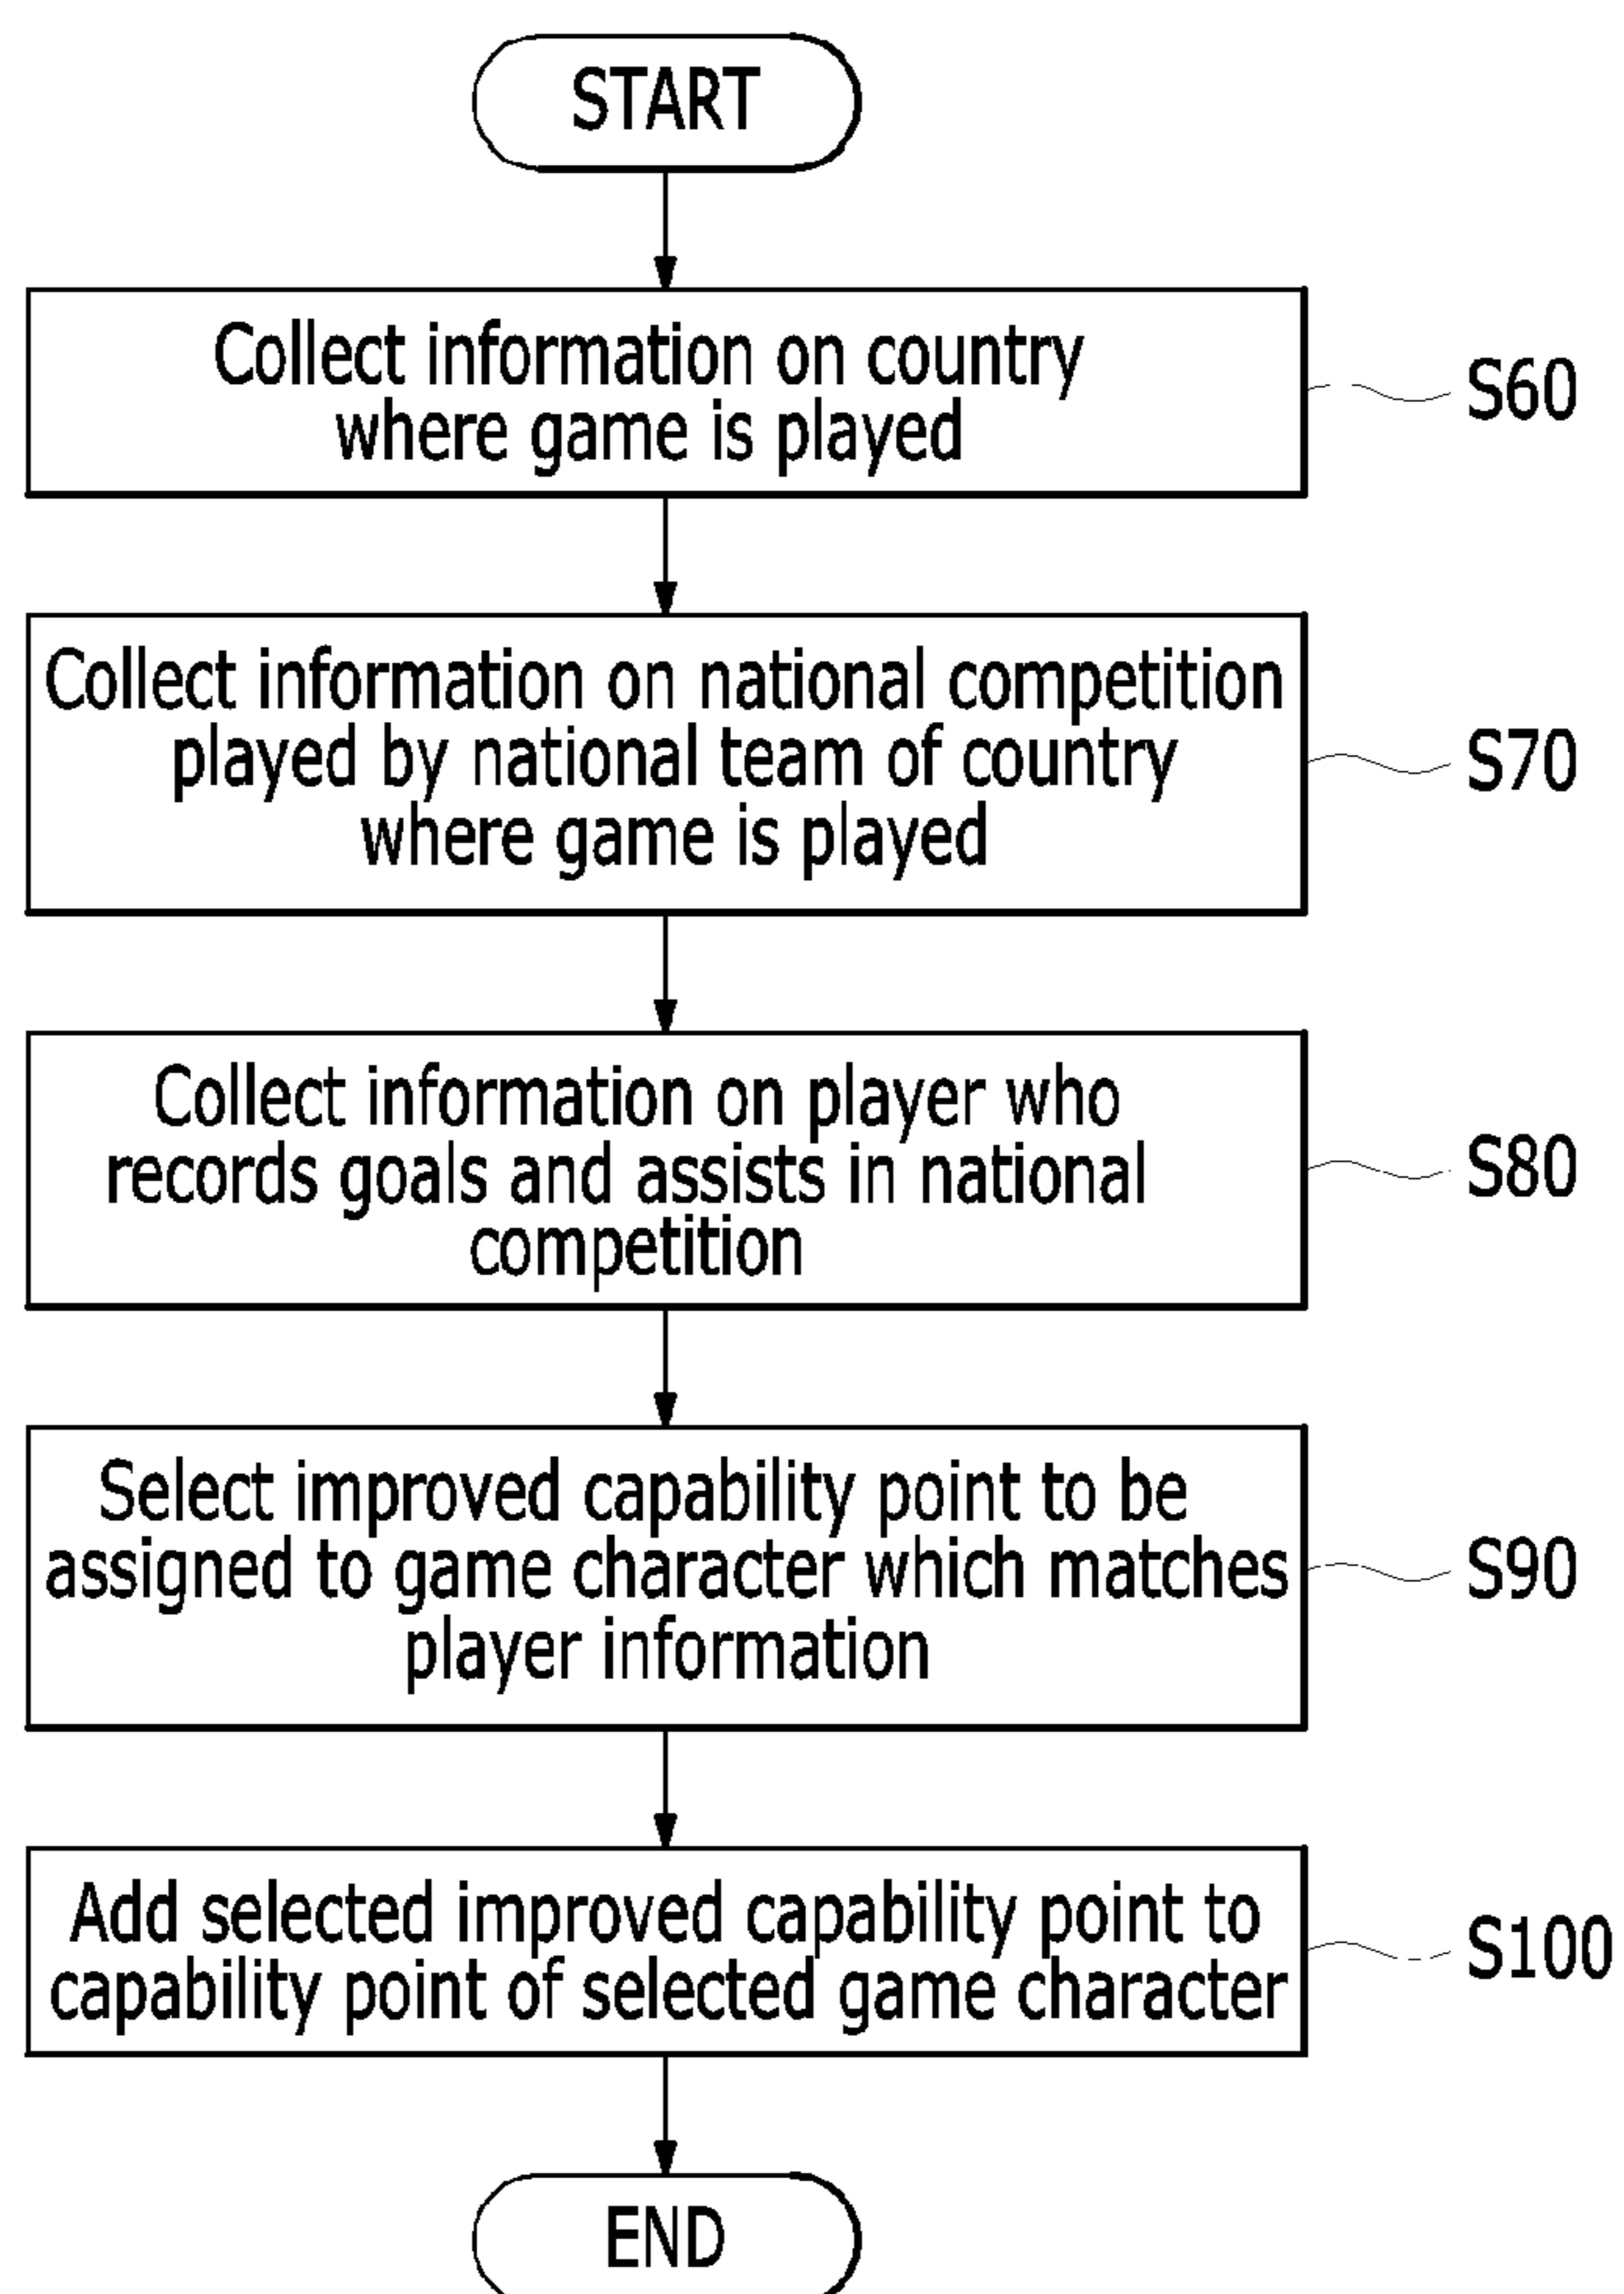 START
Collect information on country
where game is played
S60
Collect information on national competition
played by national team of country
where game is played
S70
Collect information on player who
records goals and assists in national
competition
S80
Select improved capability point to be
assigned to game character which matches
player information
S90
Add selected improved capability point to
capability point of selected game character
S100
END